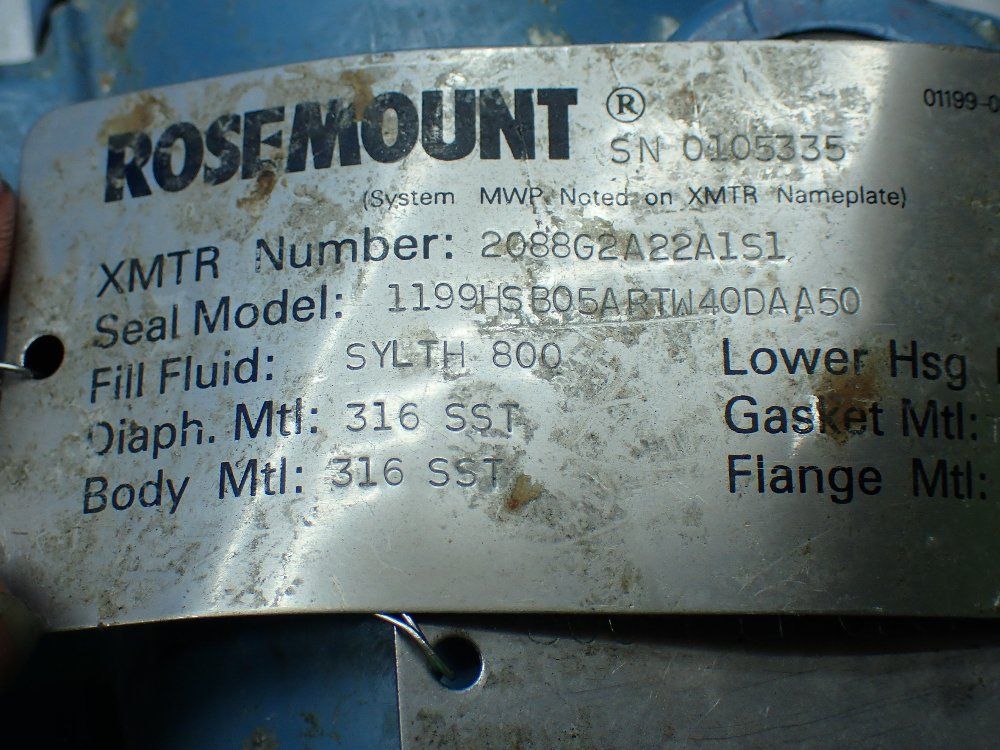 ROSEMOUNT ®
01199-0
SN 0105335
(System MWP Noted on XMTR Nameplate)
XMTR Number: 2088G2A22A1S1
Seal Model: 1199HSB05ARTW40DAA50
Fill Fluid: SYLTH 800
Lower Hsg
Diaph. Mtl: 316 SST
Gasket Mtl:
Body Mtl: 316 SST
Flange Mtl: